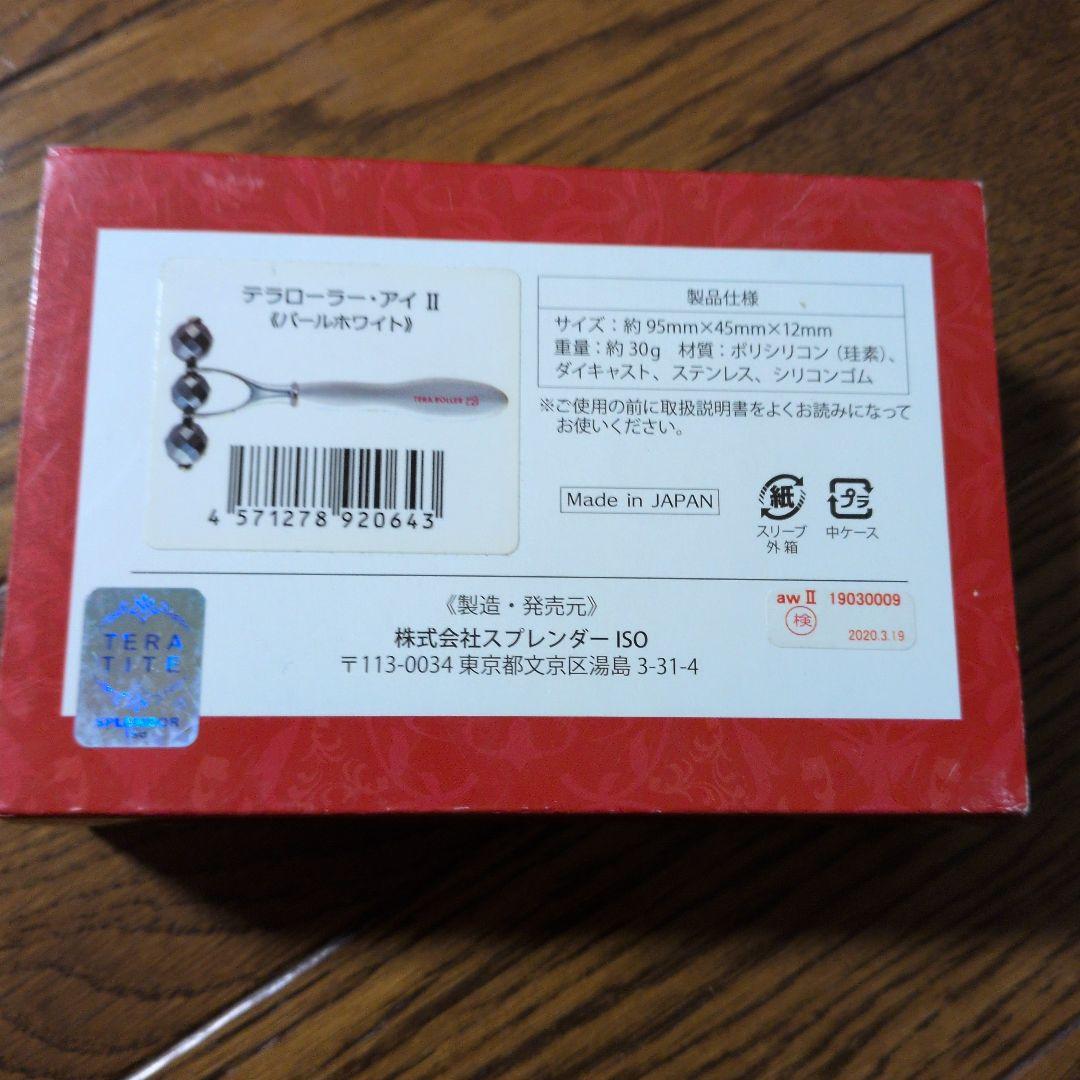 テラローラー・アイ Ⅱ
《パールホワイト》
TERA ROLLER
4 571278 920643
製品仕様
サイズ：約 95mm×45mm×12mm
重量：約 30g 材質：ポリシリコン（珪素）、
ダイキャスト、ステンレス、シリコンゴム
※ご使用の前に取扱説明書をよくお読みになって
お使いください。
Made in JAPAN
紙
スリーブ
外箱
プラ
中ケース
《製造・発売元》
株式会社スプレンダー ISO
〒113-0034 東京都文京区湯島 3-31-4
aw Ⅱ 19030009
検
2020.3.19
TERA
TITE
SPLENDOR
ISO